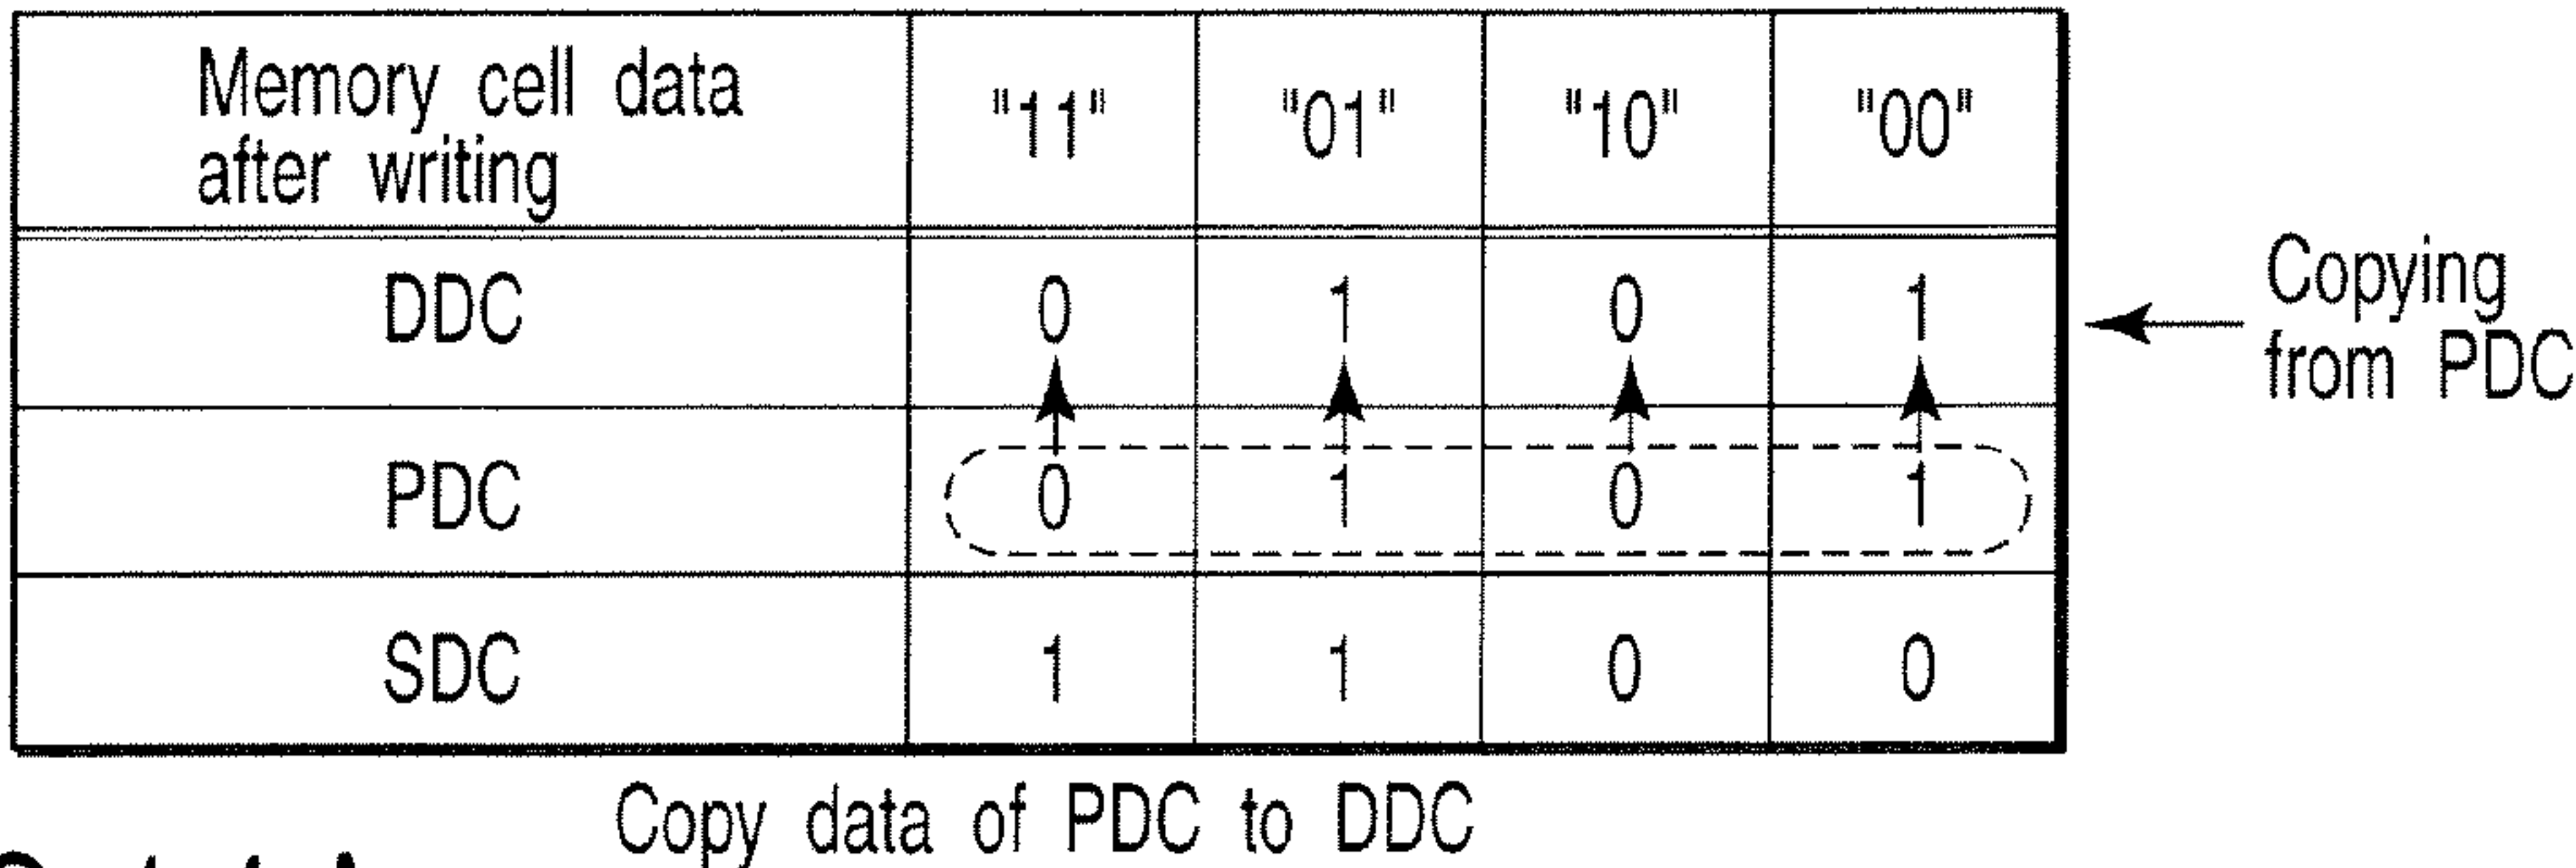 Memory cell data
after writing
"11" "01" "10" "00"
DDC 0 1 0 1
Copying
from PDC
PDC 0 1 0 1
SDC 1 1 0 0
Copy data of PDC to DDC